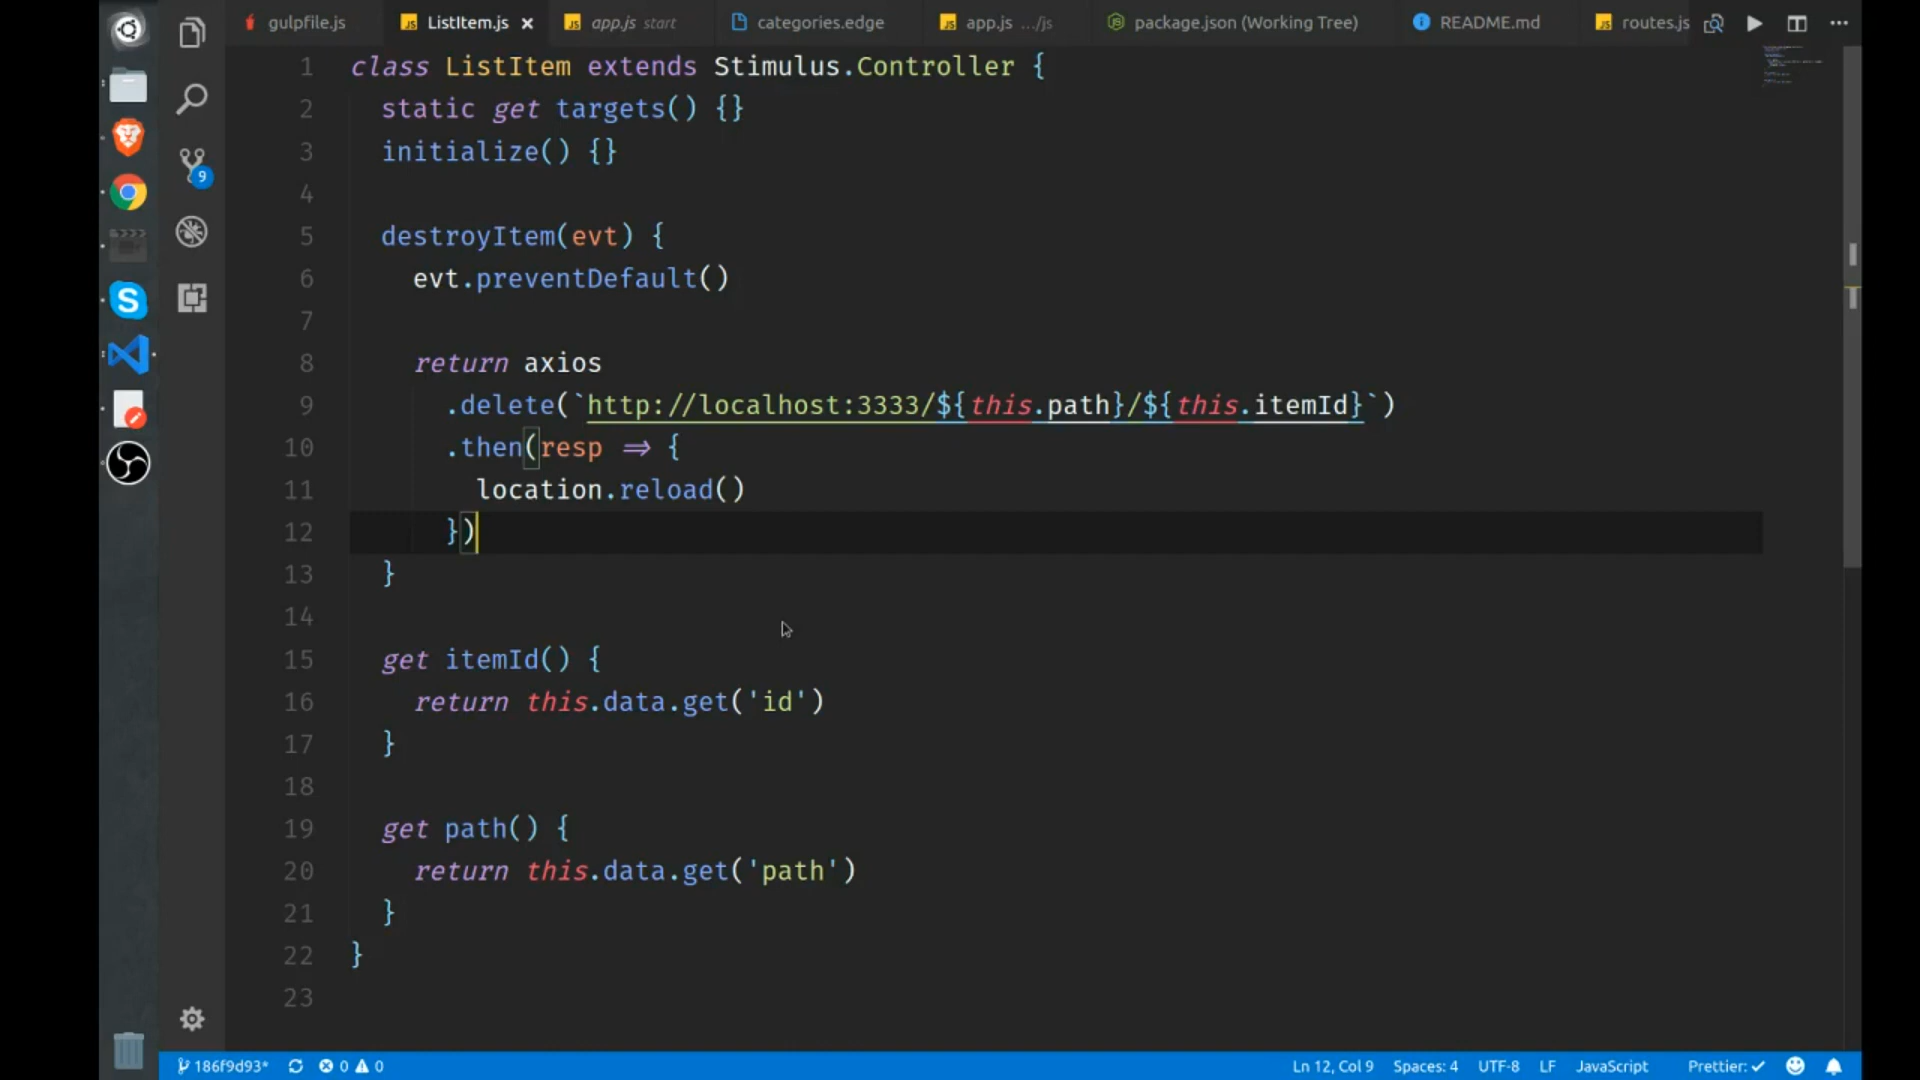 gulpfile.js ListItem.js × app.js start categories.edge app.js .../js package.json (Working Tree) README.md routes.js
9
1 class ListItem extends Stimulus.Controller {
2 static get targets() {}
3 initialize() {}
4
5 destroyItem(evt) {
6 evt.preventDefault()
7
8 return axios
9 .delete(`http://localhost:3333/${this.path}/${this.itemId}`)
10 .then(resp => {
11 location.reload()
12 })
13 }
14
15 get itemId() {
16 return this.data.get('id')
17 }
18
19 get path() {
20 return this.data.get('path')
21 }
22 }
23
186f9d93* 0 0 Ln 12, Col 9 Spaces: 4 UTF-8 LF JavaScript Prettier: ✓